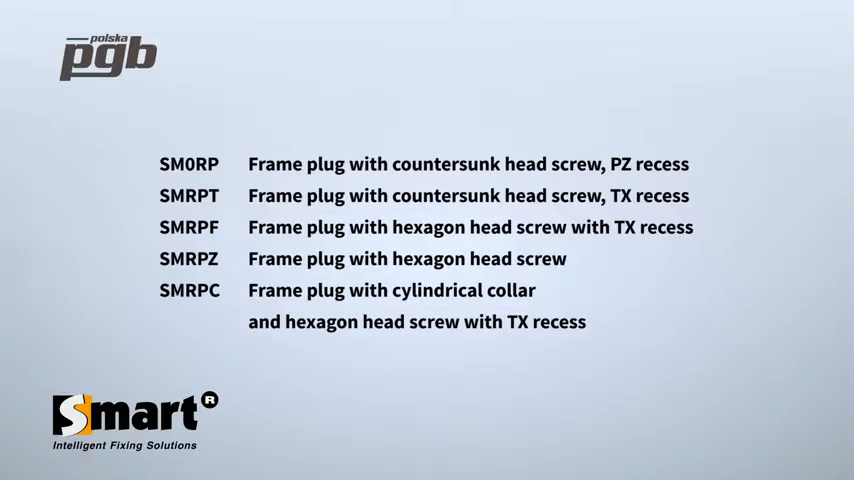 polska
pgb
SM0RP Frame plug with countersunk head screw, PZ recess
SMRPT Frame plug with countersunk head screw, TX recess
SMRPF Frame plug with hexagon head screw with TX recess
SMRPZ Frame plug with hexagon head screw
SMRPC Frame plug with cylindrical collar
and hexagon head screw with TX recess
Smart®
Intelligent Fixing Solutions